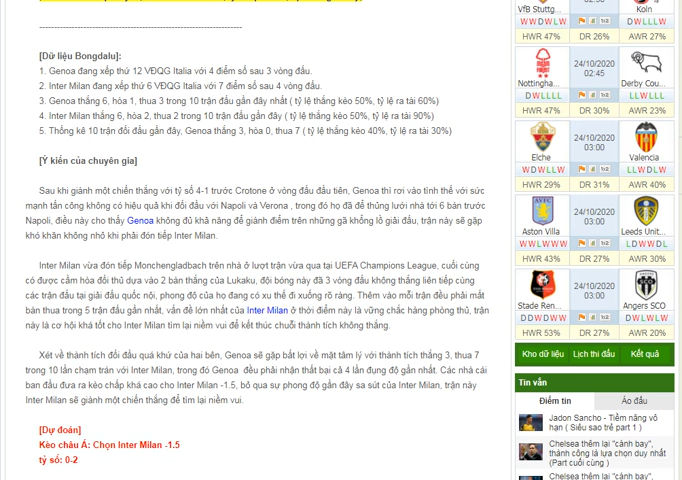 --------------------------------------------------------------------
[Dữ liệu Bongdalu]:
1. Genoa đang xếp thứ 12 VĐQG Italia với 4 điểm số sau 3 vòng đấu.
2. Inter Milan đang xếp thứ 6 VĐQG Italia với 7 điểm số sau 4 vòng đấu.
3. Genoa thắng 6, hòa 1, thua 3 trong 10 trận đấu gần đây nhất ( tỷ lệ thắng kèo 50%, tỷ lệ ra tài 60%)
4. Inter Milan thắng 6, hòa 2, thua 2 trong 10 trận đấu gần đây ( tỷ lệ thắng kèo 50%, tỷ lệ ra tài 90%)
5. Thống kê 10 trận đối đầu gần đây, Genoa thắng 3, hòa 0, thua 7 ( tỷ lệ thắng kèo 40%, tỷ lệ ra tài 30%)
[Ý kiến của chuyên gia]
Sau khi giành một chiến thắng với tỷ số 4-1 trước Crotone ở vòng đấu đầu tiên, Genoa thì rơi vào tình thế với sức
mạnh tấn công không có hiệu quả khi đối đầu với Napoli và Verona , trong đó họ đã để thủng lưới nhà tới 6 bàn trước
Napoli, điều này cho thấy Genoa không đủ khả năng để giành điểm trên những gã khổng lồ giải đấu, trận này sẽ gặp
khó khăn không nhỏ khi phải đón tiếp Inter Milan.
Inter Milan vừa đón tiếp Monchengladbach trên nhà ở lượt trận vừa qua tại UEFA Champions League, cuối cùng
có được cầm hòa đối thủ dựa vào 2 bàn thắng của Lukaku, đội bóng này đã 3 vòng đấu không thắng liên tiếp cùng
các trận đấu tại giải đấu quốc nội, phong độ của họ đang có xu thế đi xuống rõ ràng. Thêm vào mỗi trận đều phải mất
bàn thua trong 5 trận đấu gần nhất, vấn đề lớn nhất của Inter Milan ở thời điểm này là vững chắc hàng phòng thủ, trận
này là cơ hội khá tốt cho Inter Milan tìm lại niềm vui để kết thúc chuỗi thành tích không thắng.
Xét về thành tích đối đầu quá khứ của hai bên, Genoa sẽ gặp bất lợi về mặt tâm lý với thành tích thắng 3, thua 7
trong 10 lần chạm trán với Inter Milan, trong đó Genoa đều phải nhận thất bại cả 4 lần đụng độ gần nhất. Các nhà cái
ban đầu đưa ra kèo chấp khá cao cho Inter Milan -1.5, bỏ qua sự phong độ gần đây sa sút của Inter Milan, trận này
Inter Milan sẽ giành một chiến thắng để tìm lại niềm vui.
[Dự đoán]
Kèo châu Á: Chọn Inter Milan -1.5
tỷ số: 0-2
VfB Stuttg... Koln
WWDWLW 1x2 DWLLLW
HWR 47% DR 26% AWR 27%
24/10/2020
02:45
Nottingha... Derby Cou...
DWLLLL 1x2 LLWLLL
HWR 47% DR 30% AWR 23%
24/10/2020
03:00
Elche Valencia
WDWLLW 1x2 LLWDLW
HWR 29% DR 31% AWR 40%
24/10/2020
03:00
Aston Villa Leeds Unit...
WWLWWW 1x2 LDWWDL
HWR 43% DR 27% AWR 30%
24/10/2020
03:00
Stade Ren... Angers SCO
DDWDWW 1x2 DWLWLW
HWR 53% DR 27% AWR 20%
Kho dữ liệu Lịch thi đấu Kết quả
Tin vắn
Điểm tin Áo đấu
Jadon Sancho - Tiềm năng vô
hạn ( Siêu sao trẻ part 1 )
Chelsea thêm lại "cánh bay",
thành công là lựa chọn duy nhất
(Part cuối cùng )
Chelsea thêm lại "cánh bay",